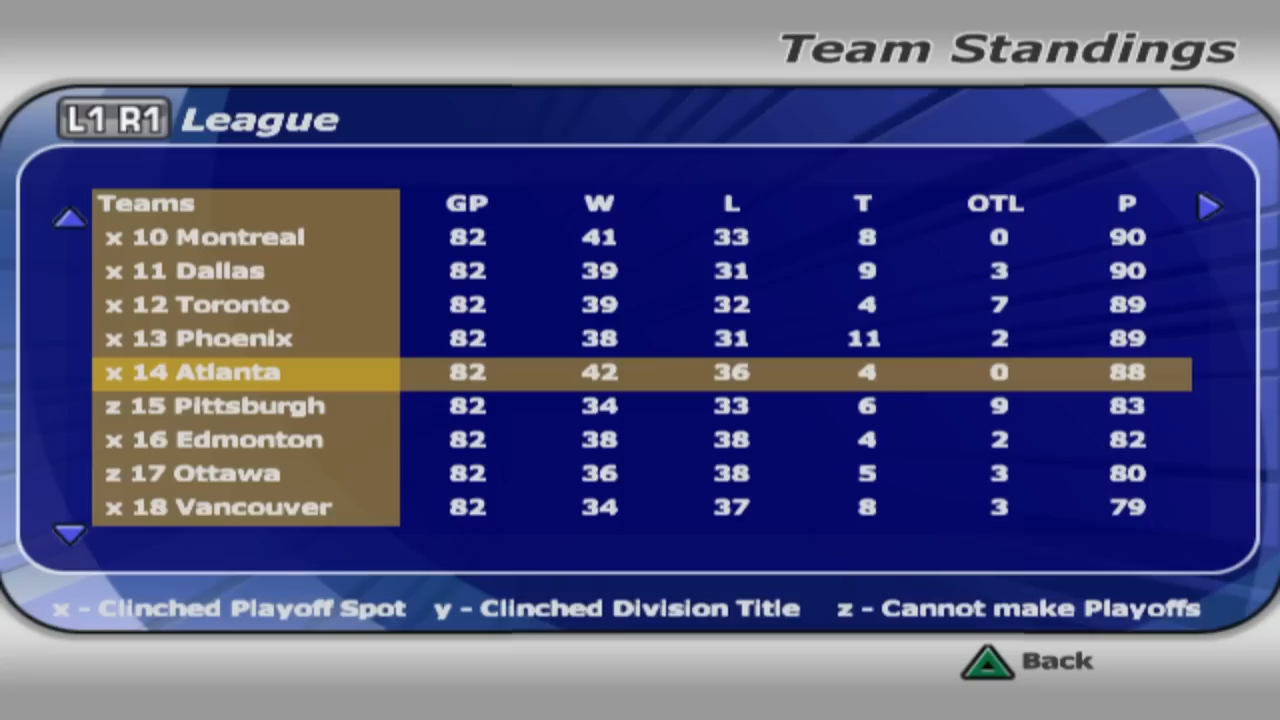 Team Standings
L1 R1 League
Teams GP W L T OTL P
x 10 Montreal 82 41 33 8 0 90
x 11 Dallas 82 39 31 9 3 90
x 12 Toronto 82 39 32 4 7 89
x 13 Phoenix 82 38 31 11 2 89
x 14 Atlanta 82 42 36 4 0 88
z 15 Pittsburgh 82 34 33 6 9 83
x 16 Edmonton 82 38 38 4 2 82
z 17 Ottawa 82 36 38 5 3 80
x 18 Vancouver 82 34 37 8 3 79
x - Clinched Playoff Spot y - Clinched Division Title z - Cannot make Playoffs
Back